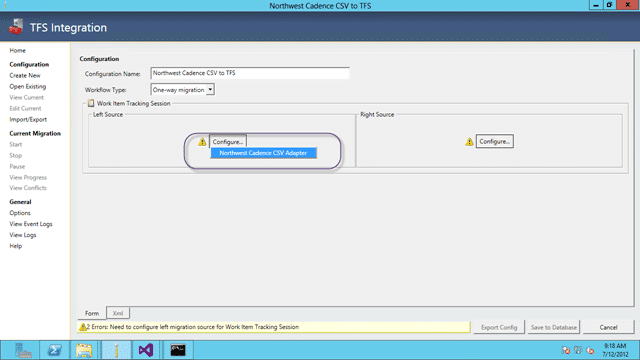 Northwest Cadence CSV to TFS
TFS Integration
Home
Configuration
Create New
Open Existing
View Current
Edit Current
Import/Export
Current Migration
Start
Stop
Pause
View Progress
View Conflicts
General
Options
View Event Logs
View Logs
Help
Configuration
Configuration Name: Northwest Cadence CSV to TFS
Workflow Type: One-way migration
Work Item Tracking Session
Left Source
Configure...
Northwest Cadence CSV Adapter
Right Source
Configure...
Form Xml
2 Errors: Need to configure left migration source for Work Item Tracking Session
Export Config Save to Database Cancel
9:18 AM
7/12/2012